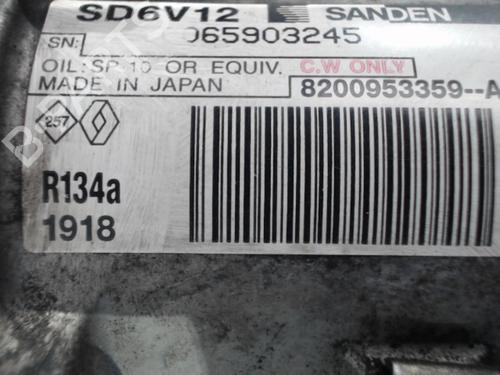 SD6V12 SANDEN
SN: 065903245
OIL: SP 10 OR EQUIV. C.W ONLY
MADE IN JAPAN 8200953359--A
257
R134a
1918